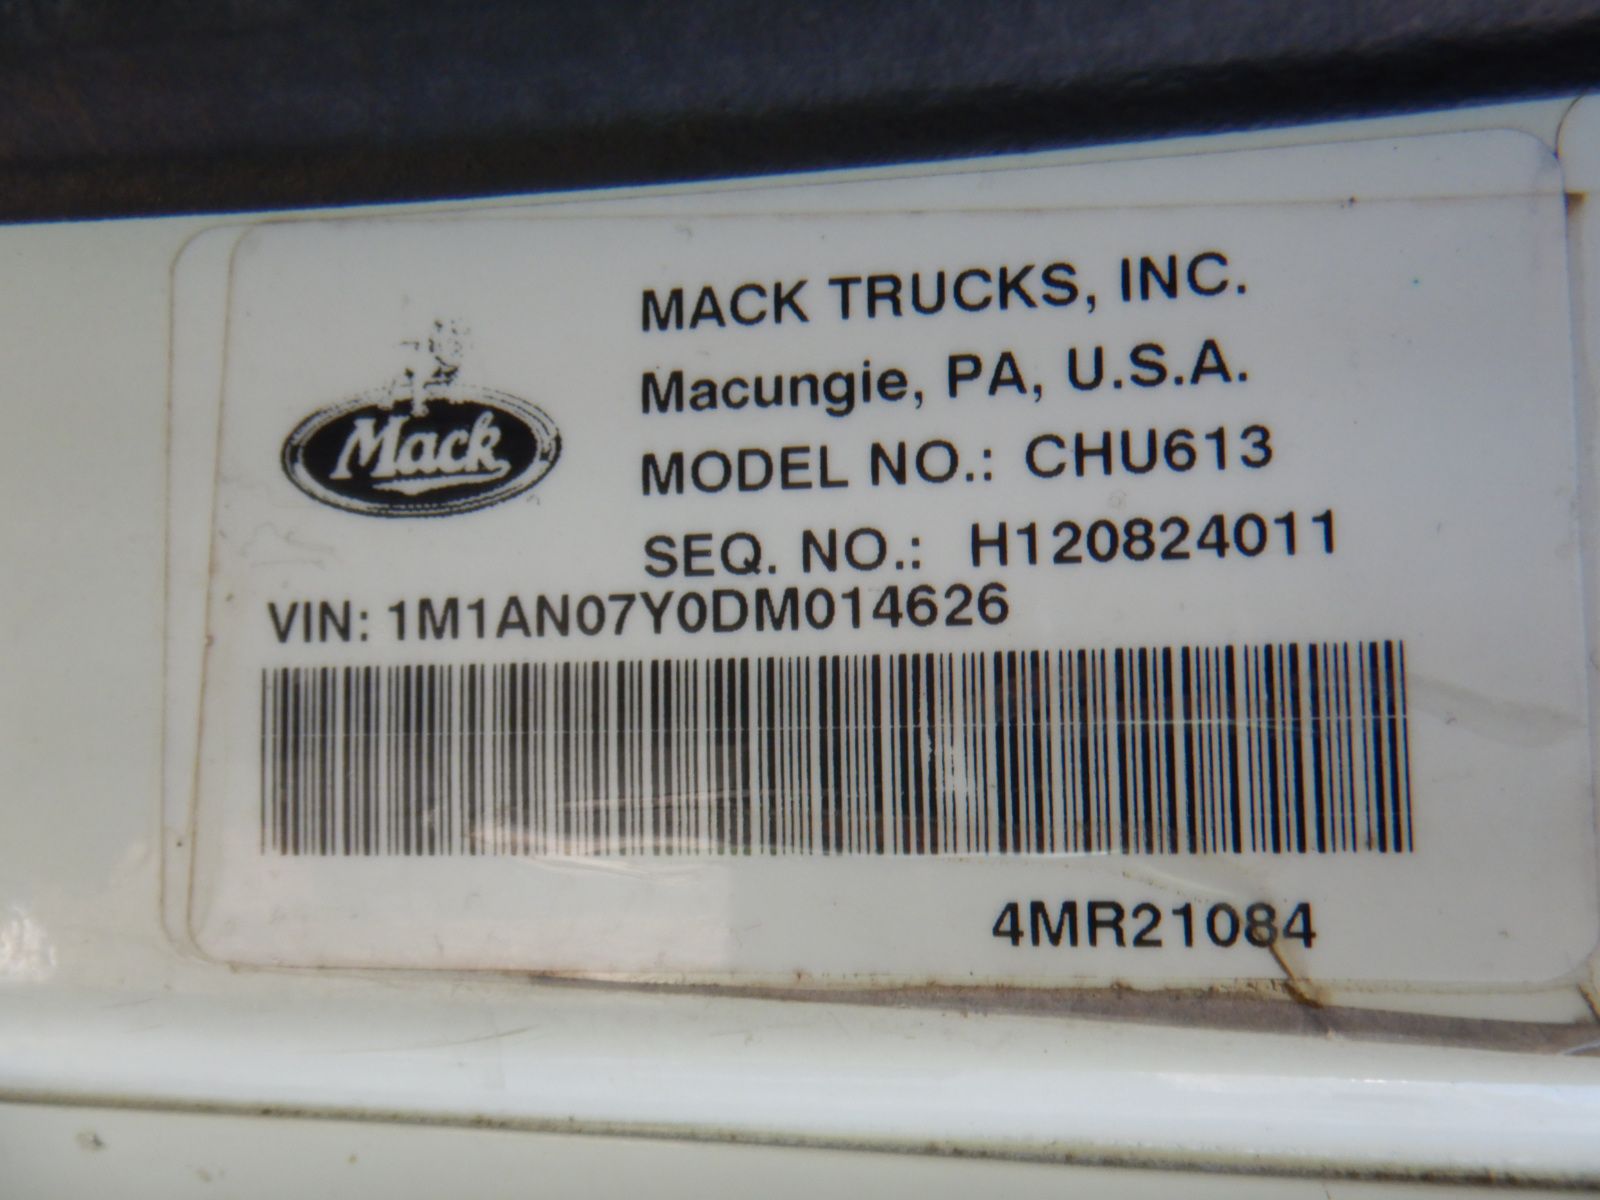 Mack
MACK TRUCKS, INC.
Macungie, PA, U.S.A.
MODEL NO.: CHU613
SEQ. NO.: H120824011
VIN: 1M1AN07Y0DM014626
4MR21084